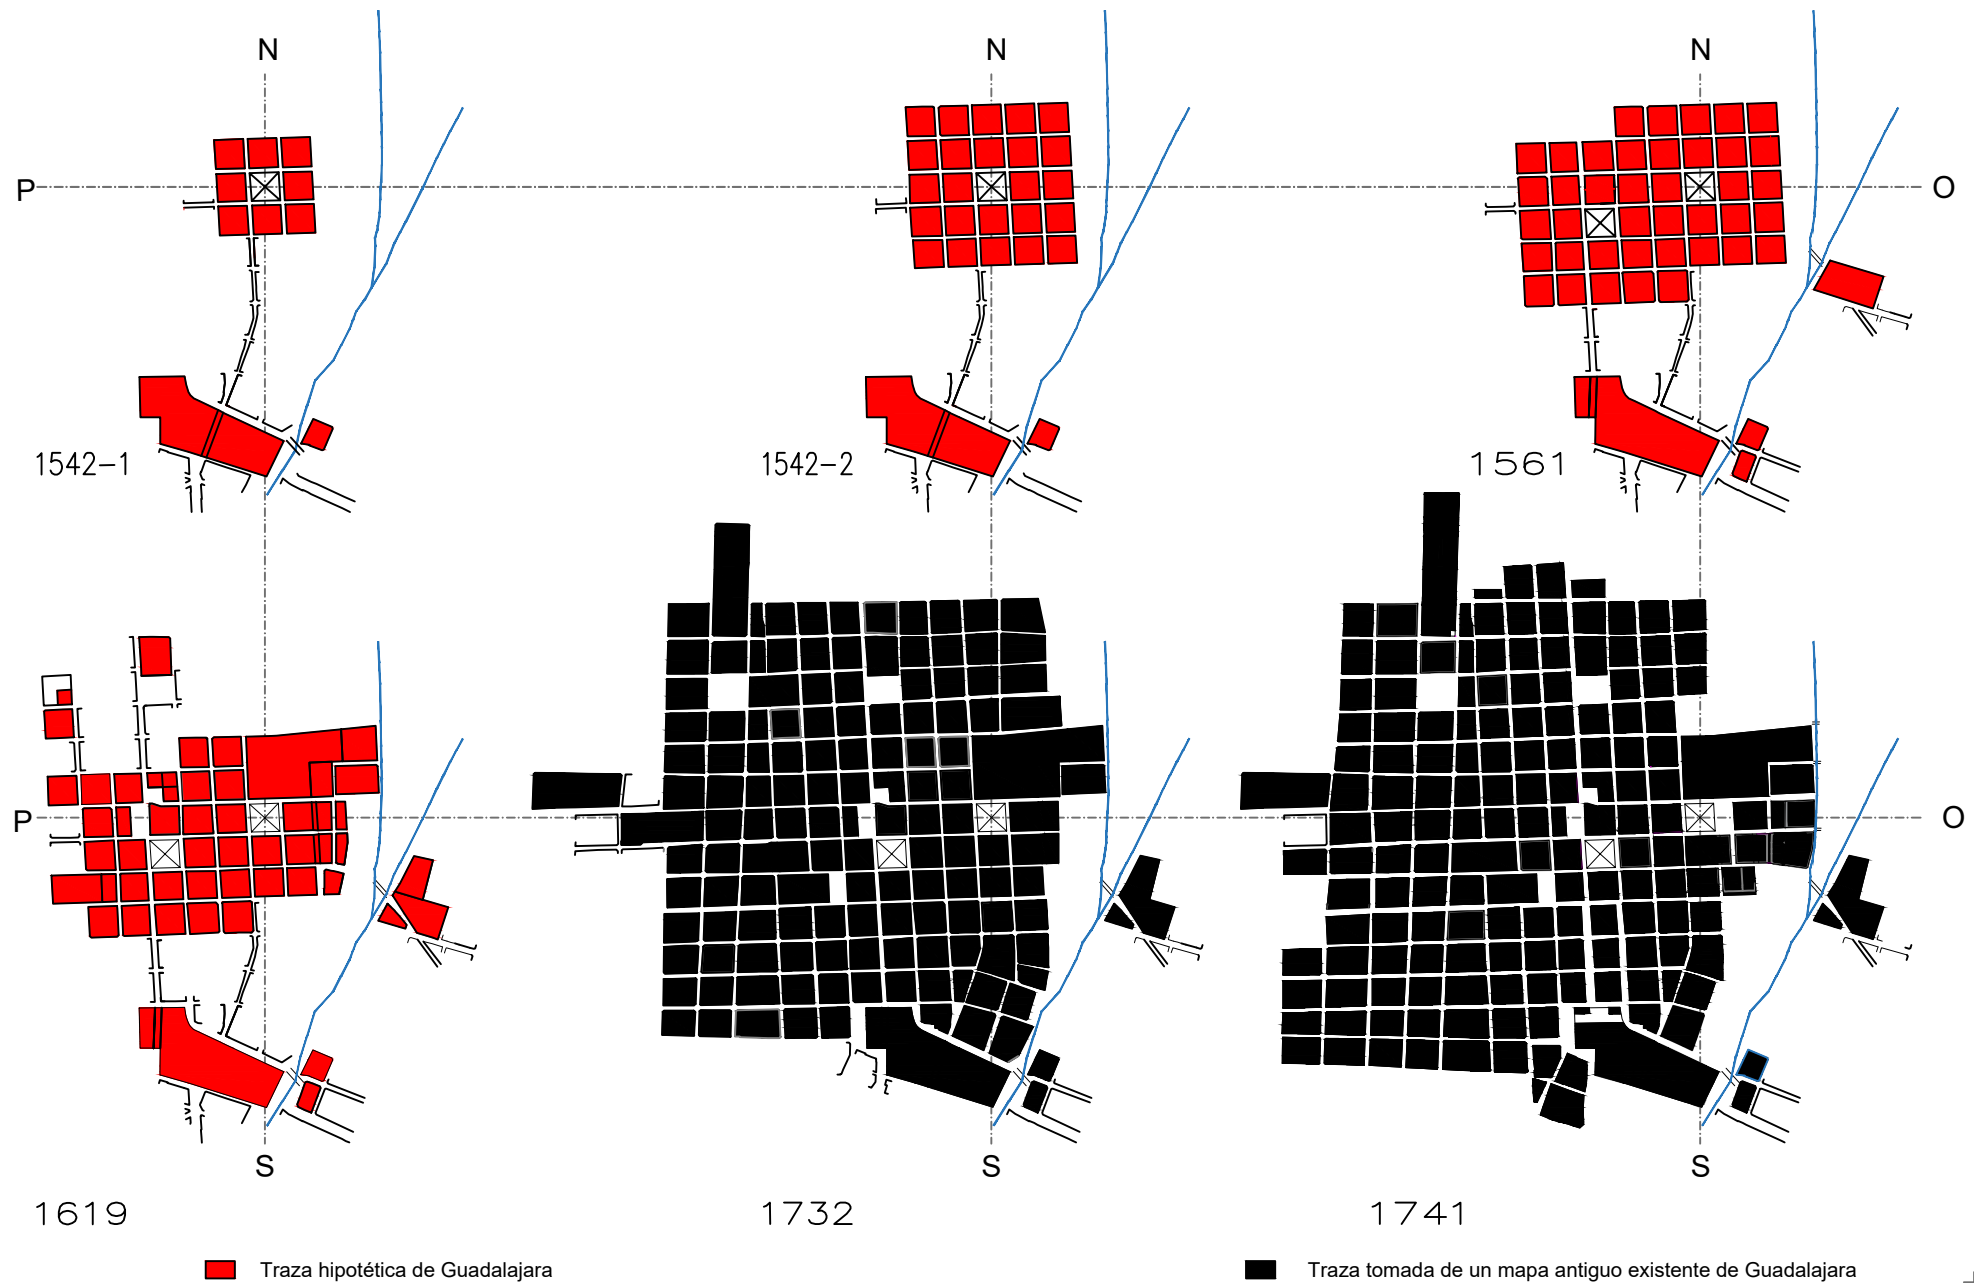 N
N
N
P
O
1542-1
1542-2
1561
P
O
S
S
S
1619
1732
1741
Traza hipotética de Guadalajara
Traza tomada de un mapa antiguo existente de Guadalajara